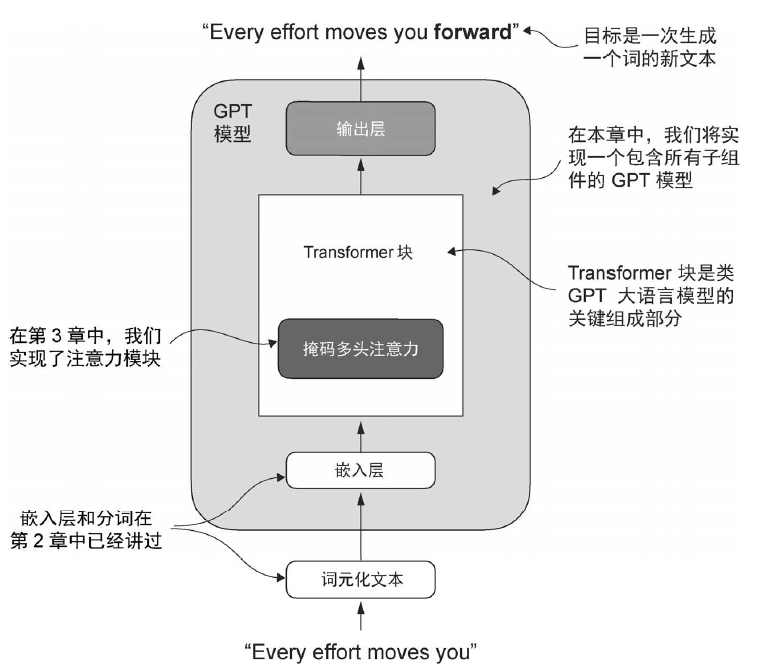 “Every effort moves you forward”
目标是一次生成
一个词的新文本
GPT
模型
输出层
在本章中，我们将实
现一个包含所有子组
件的 GPT 模型
Transformer 块
Transformer 块是类
GPT 大语言模型的
关键组成部分
在第 3 章中，我们
实现了注意力模块
掩码多头注意力
嵌入层
嵌入层和分词在
第 2 章中已经讲过
词元化文本
“Every effort moves you”